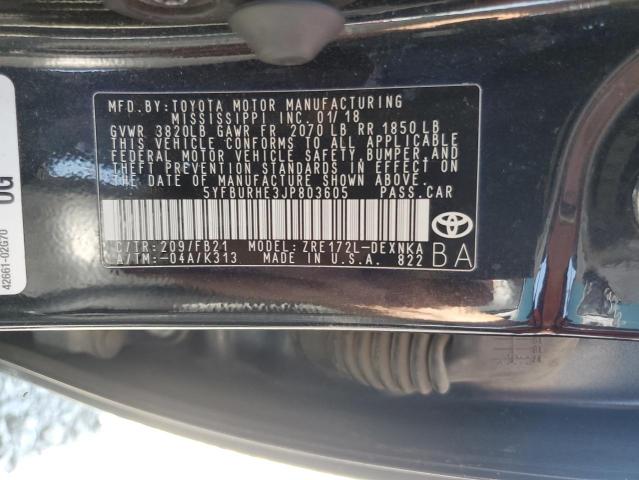 MFD.BY:TOYOTA MOTOR MANUFACTURING
MISSISSIPPI INC. 01/18
GVWR 3820LB GAWR FR 2070 LB RR 1850 LB
THIS VEHICLE CONFORMS TO ALL APPLICABLE
FEDERAL MOTOR VEHICLE SAFETY, BUMPER,AND
THEFT PREVENTION STANDARDS IN EFFECT ON
THE DATE OF MANUFACTURE SHOWN ABOVE.
5YFBURHE3JP803605 PASS.CAR
C/TR:209/FB21 MODEL:ZRE172L-DEXNKA
A/TM:-04A/K313 MADE IN U.S.A. 822
BA
42661-02G70
0G